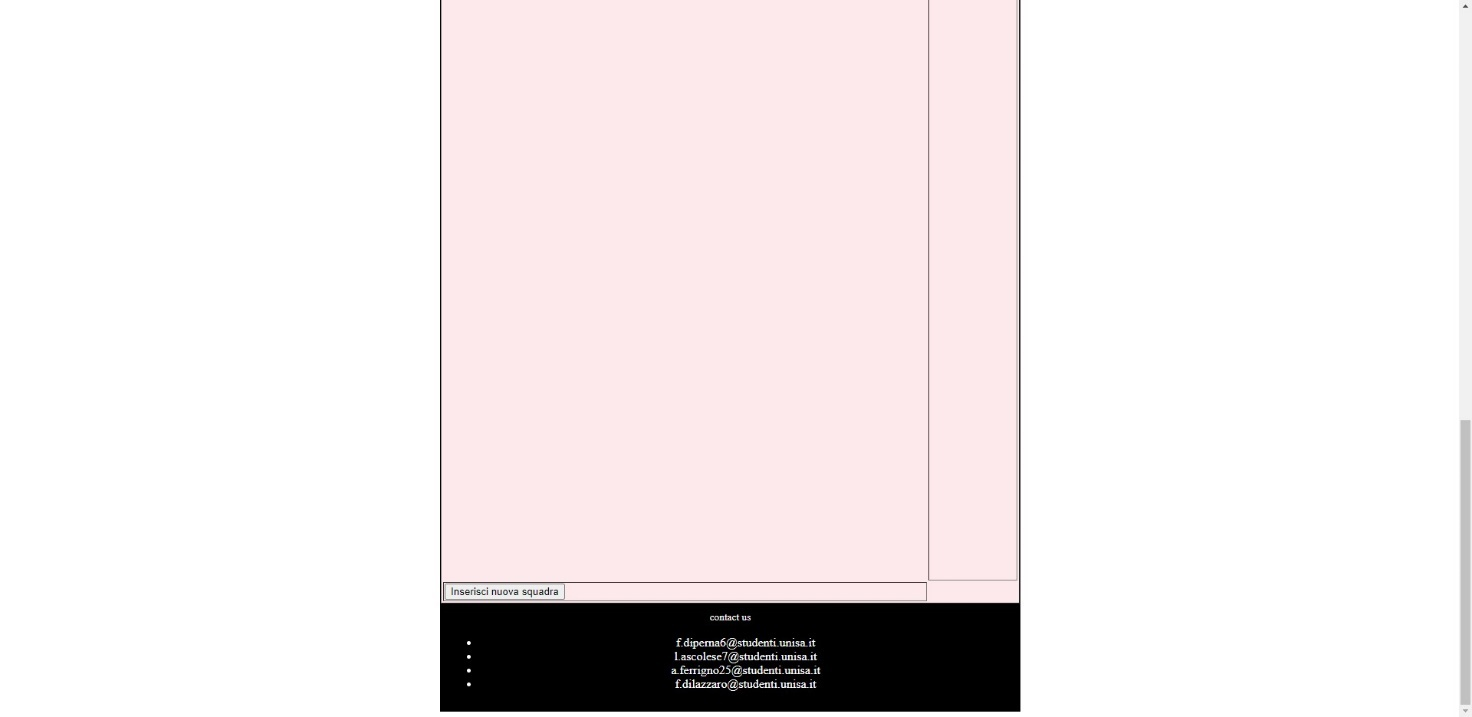 Inserisci nuova squadra
contact us
f.diperna6@studenti.unisa.it
l.ascolese7@studenti.unisa.it
a.ferrigno25@studenti.unisa.it
f.dilazzaro@studenti.unisa.it